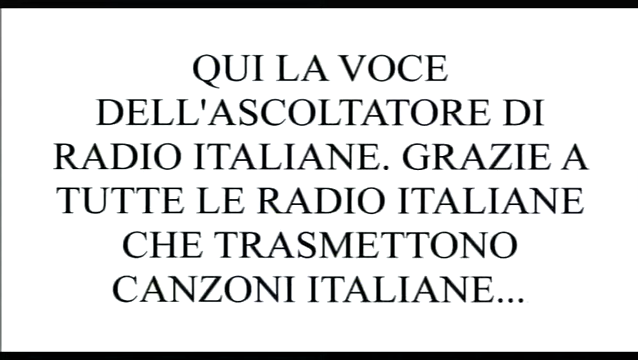 QUI LA VOCE
DELL'ASCOLTATORE DI
RADIO ITALIANE. GRAZIE A
TUTTE LE RADIO ITALIANE
CHE TRASMETTONO
CANZONI ITALIANE...